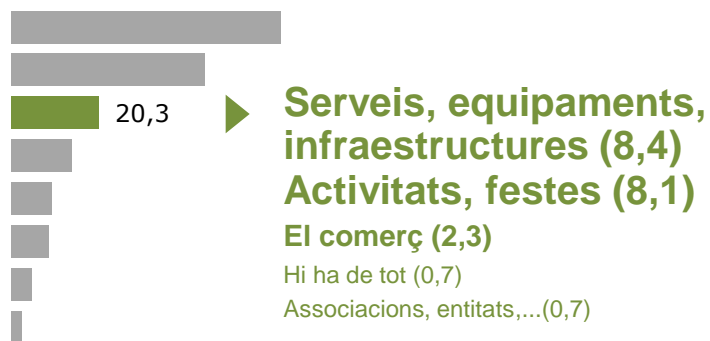 20,3
Serveis, equipaments,
infraestructures (8,4)
Activitats, festes (8,1)
El comerç (2,3)
Hi ha de tot (0,7)
Associacions, entitats,...(0,7)